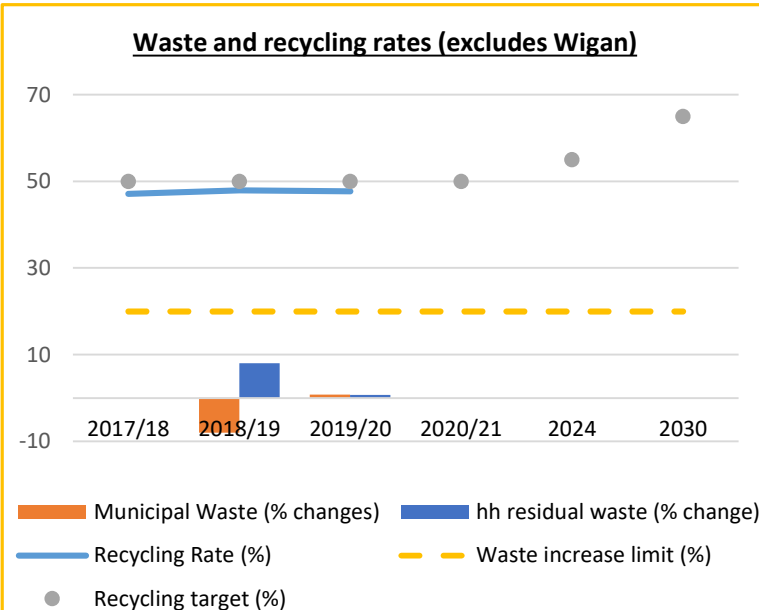 Waste and recycling rates (excludes Wigan)
70
50
30
10
-10
2017/18 2018/19 2019/20 2020/21 2024 2030
Municipal Waste (% changes) hh residual waste (% change)
Recycling Rate (%) Waste increase limit (%)
Recycling target (%)